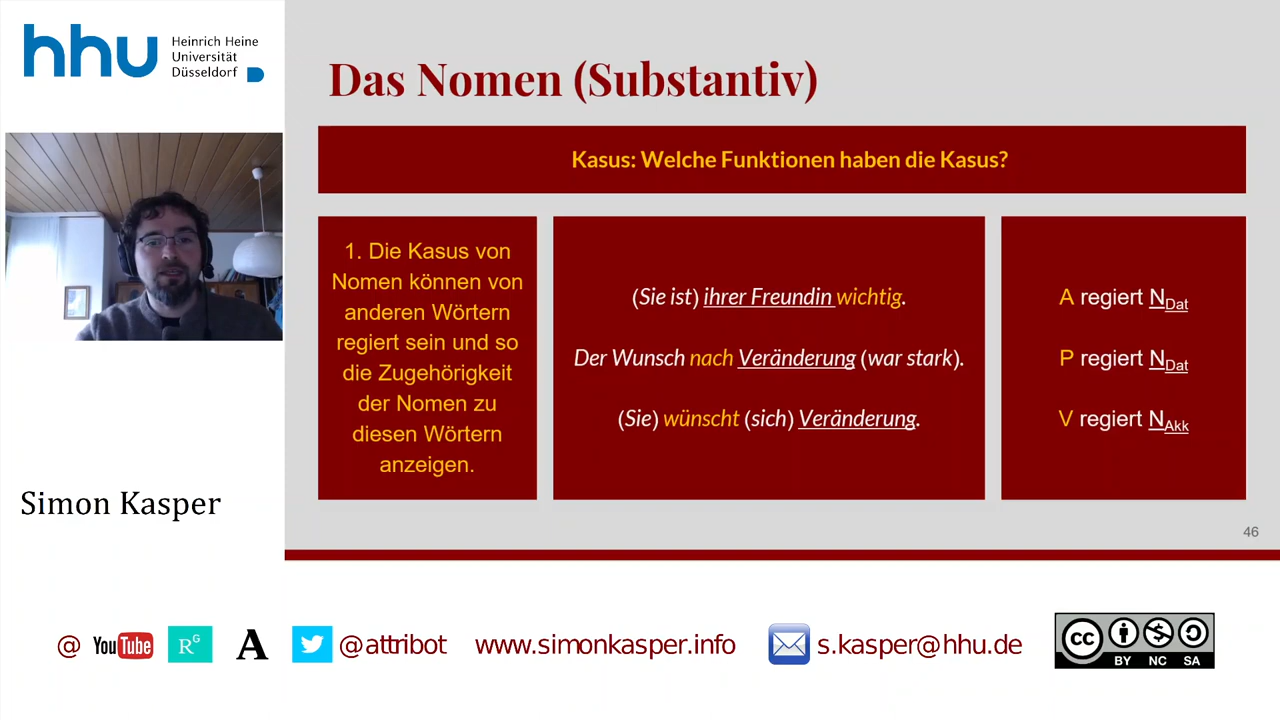 hhu Heinrich Heine
Universität
Düsseldorf
Das Nomen (Substantiv)
Kasus: Welche Funktionen haben die Kasus?
1. Die Kasus von
Nomen können von
anderen Wörtern
regiert sein und so
die Zugehörigkeit
der Nomen zu
diesen Wörtern
anzeigen.
(Sie ist) ihrer Freundin wichtig.
Der Wunsch nach Veränderung (war stark).
(Sie) wünscht (sich) Veränderung.
A regiert NDat
P regiert NDat
V regiert NAkk
46
Simon Kasper
@ YouTube RG A @attribot www.simonkasper.info s.kasper@hhu.de
cc
BY NC SA